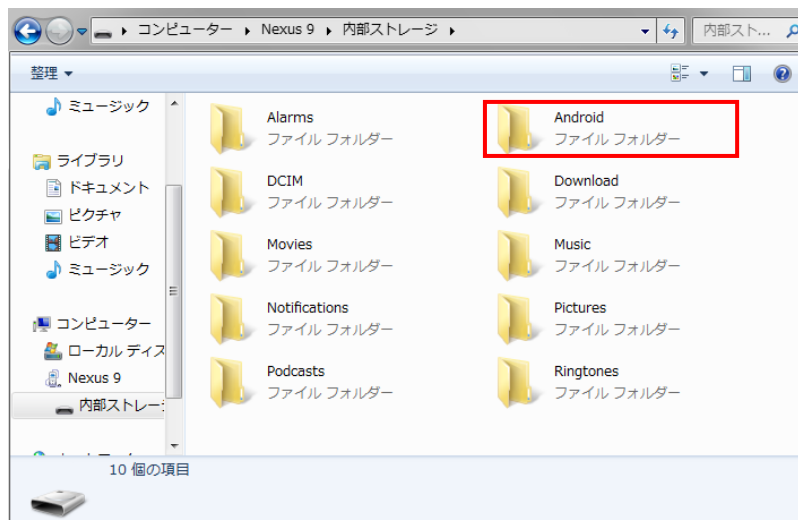 コンピューター ▸ Nexus 9 ▸ 内部ストレージ ▸
内部スト...
整理
ミュージック
ライブラリ
ドキュメント
ピクチャ
ビデオ
ミュージック
コンピューター
ローカル ディス
Nexus 9
内部ストレー
Alarms
ファイル フォルダー
Android
ファイル フォルダー
DCIM
ファイル フォルダー
Download
ファイル フォルダー
Movies
ファイル フォルダー
Music
ファイル フォルダー
Notifications
ファイル フォルダー
Pictures
ファイル フォルダー
Podcasts
ファイル フォルダー
Ringtones
ファイル フォルダー
10 個の項目